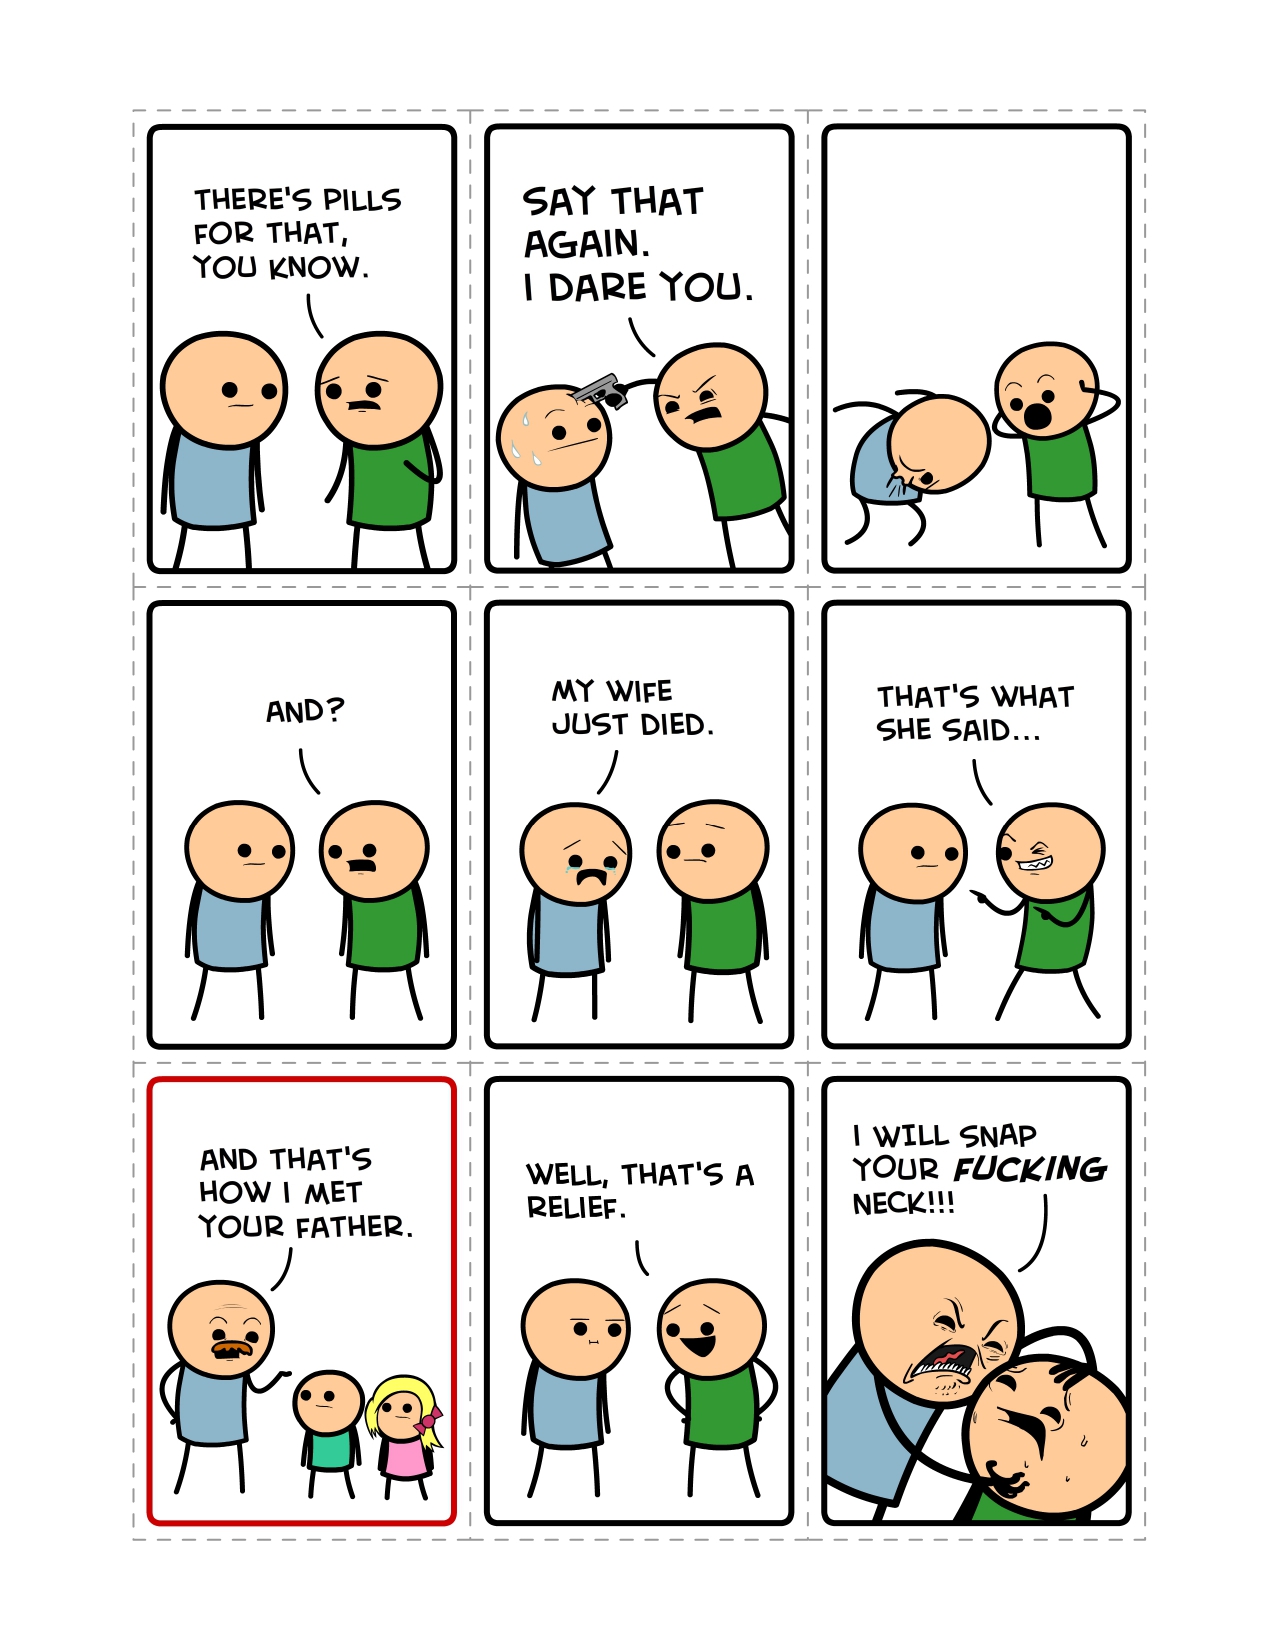 THERE'S PILLS
FOR THAT,
YOU KNOW.
SAY THAT
AGAIN.
I DARE YOU.
AND?
MY WIFE
JUST DIED.
THAT'S WHAT
SHE SAID...
AND THAT'S
HOW I MET
YOUR FATHER.
WELL, THAT'S A
RELIEF.
I WILL SNAP
YOUR FUCKING
NECK!!!